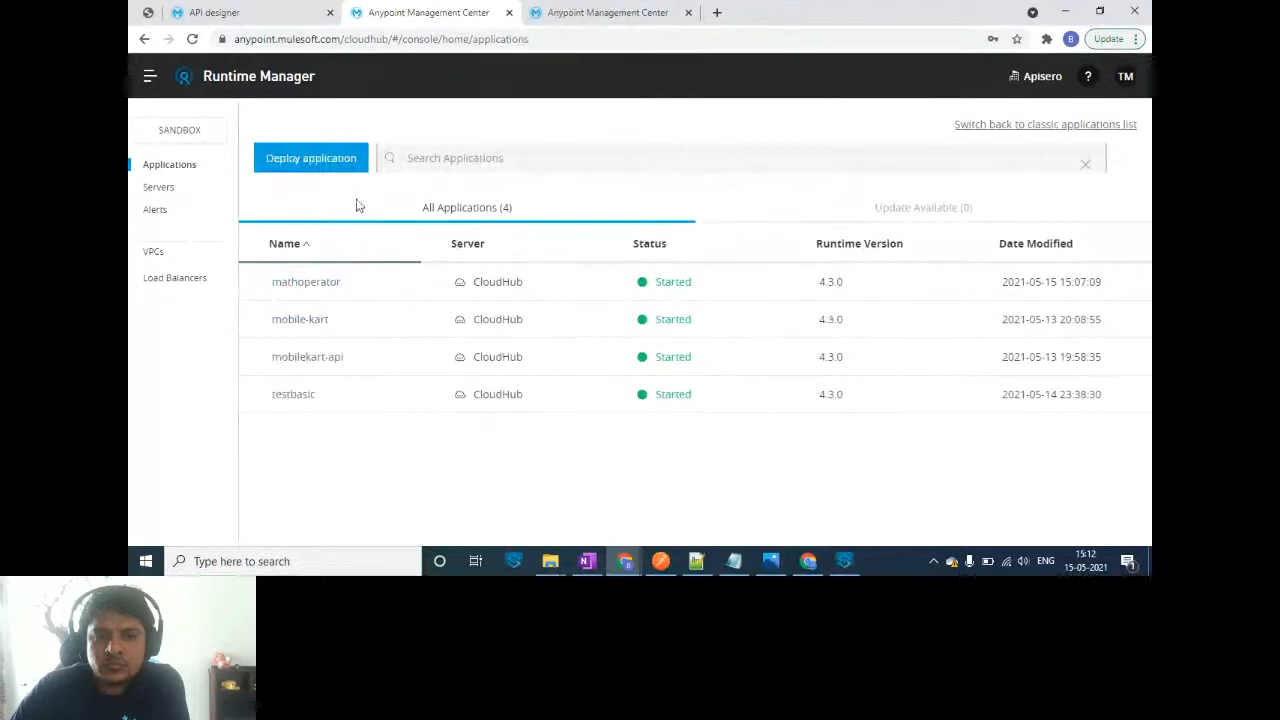 API designer
Anypoint Management Center
Anypoint Management Center
anypoint.mulesoft.com/cloudhub/#/console/home/applications
B
Update
Runtime Manager
Apisero
?
TM
SANDBOX
Applications
Servers
Alerts
VPCs
Load Balancers
Switch back to classic applications list
Deploy application
Search Applications
All Applications (4)
Update Available (0)
Name Server Status Runtime Version Date Modified
mathoperator CloudHub Started 4.3.0 2021-05-15 15:07:09
mobile-kart CloudHub Started 4.3.0 2021-05-13 20:08:55
mobilekart-api CloudHub Started 4.3.0 2021-05-13 19:58:35
testbasic CloudHub Started 4.3.0 2021-05-14 23:38:30
Type here to search
ENG
15:12
15-05-2021
1